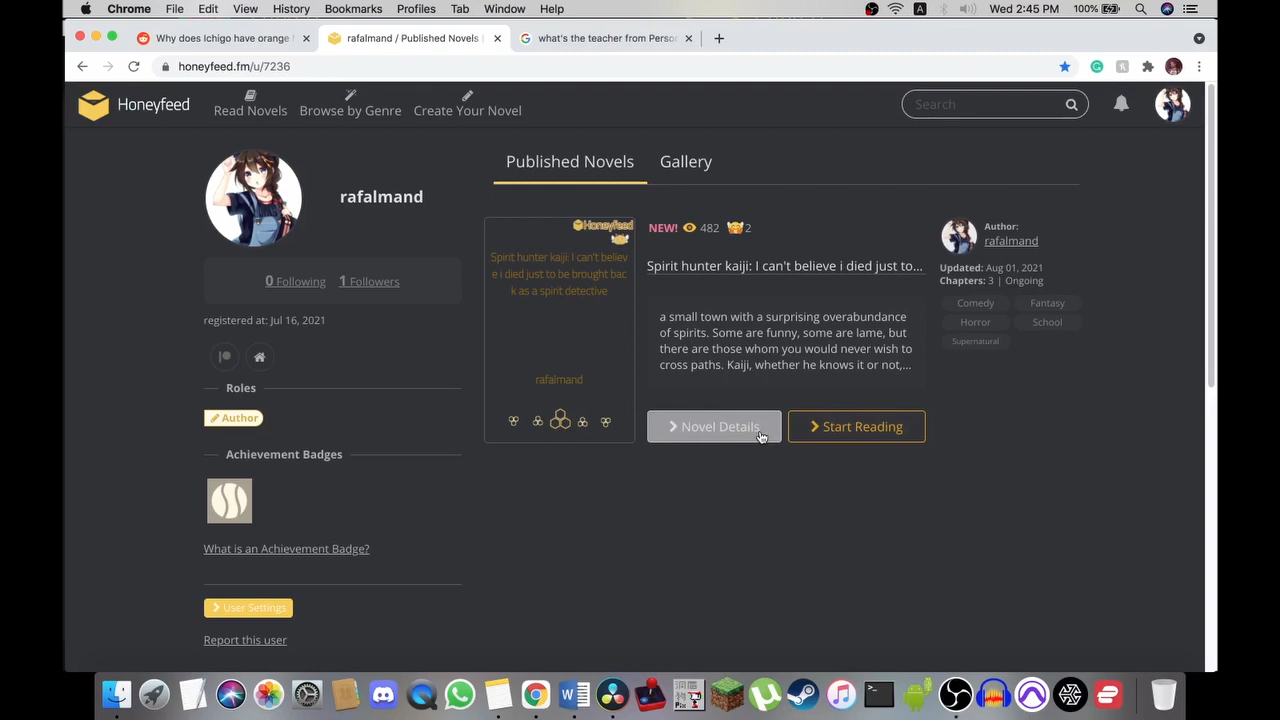 Chrome File Edit View History Bookmarks Profiles Tab Window Help
A
Wed 2:45 PM
100%
Why does Ichigo have orange
rafalmand / Published Novels |
what's the teacher from Perso
honeyfeed.fm/u/7236
Honeyfeed
Read Novels
Browse by Genre
Create Your Novel
Search
rafalmand
0 Following
1 Followers
registered at: Jul 16, 2021
Roles
Author
Achievement Badges
What is an Achievement Badge?
User Settings
Report this user
Published Novels
Gallery
Honeyfeed
Spirit hunter kaiji: I can't believ
e i died just to be brought bac
k as a spirit detective
rafalmand
NEW! 482 2
Spirit hunter kaiji: I can't believe i died just to...
a small town with a surprising overabundance
of spirits. Some are funny, some are lame, but
there are those whom you would never wish to
cross paths. Kaiji, whether he knows it or not,...
Novel Details
Start Reading
Author:
rafalmand
Updated: Aug 01, 2021
Chapters: 3 | Ongoing
Comedy
Fantasy
Horror
School
Supernatural